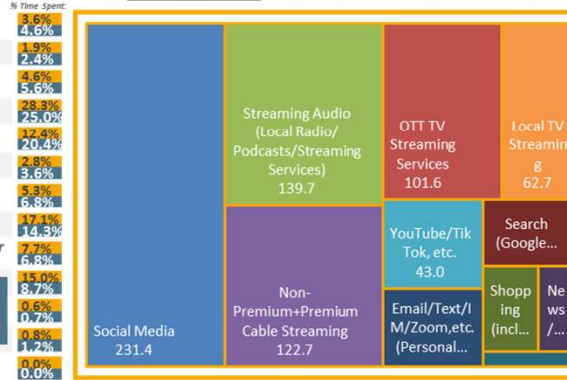 % Time Spent:
3.6%
4.6%
1.9%
2.4%
4.6%
5.6%
28.3%
25.0%
12.4%
20.4%
2.8%
3.6%
5.3%
6.8%
17.1%
14.3%
7.7%
6.8%
15.0%
8.7%
0.6%
0.7%
0.8%
1.2%
0.0%
0.0%
Social Media
231.4
Streaming Audio
(Local Radio/
Podcasts/Streaming
Services)
139.7
Non-
Premium+Premium
Cable Streaming
122.7
OTT TV
Streaming
Services
101.6
Local TV
Streamin
g
62.7
YouTube/Tik
Tok, etc.
43.0
Email/Text/I
M/Zoom,etc.
(Personal...
Search
(Google...
Shopp
ing
(incl...
Ne
ws
/...